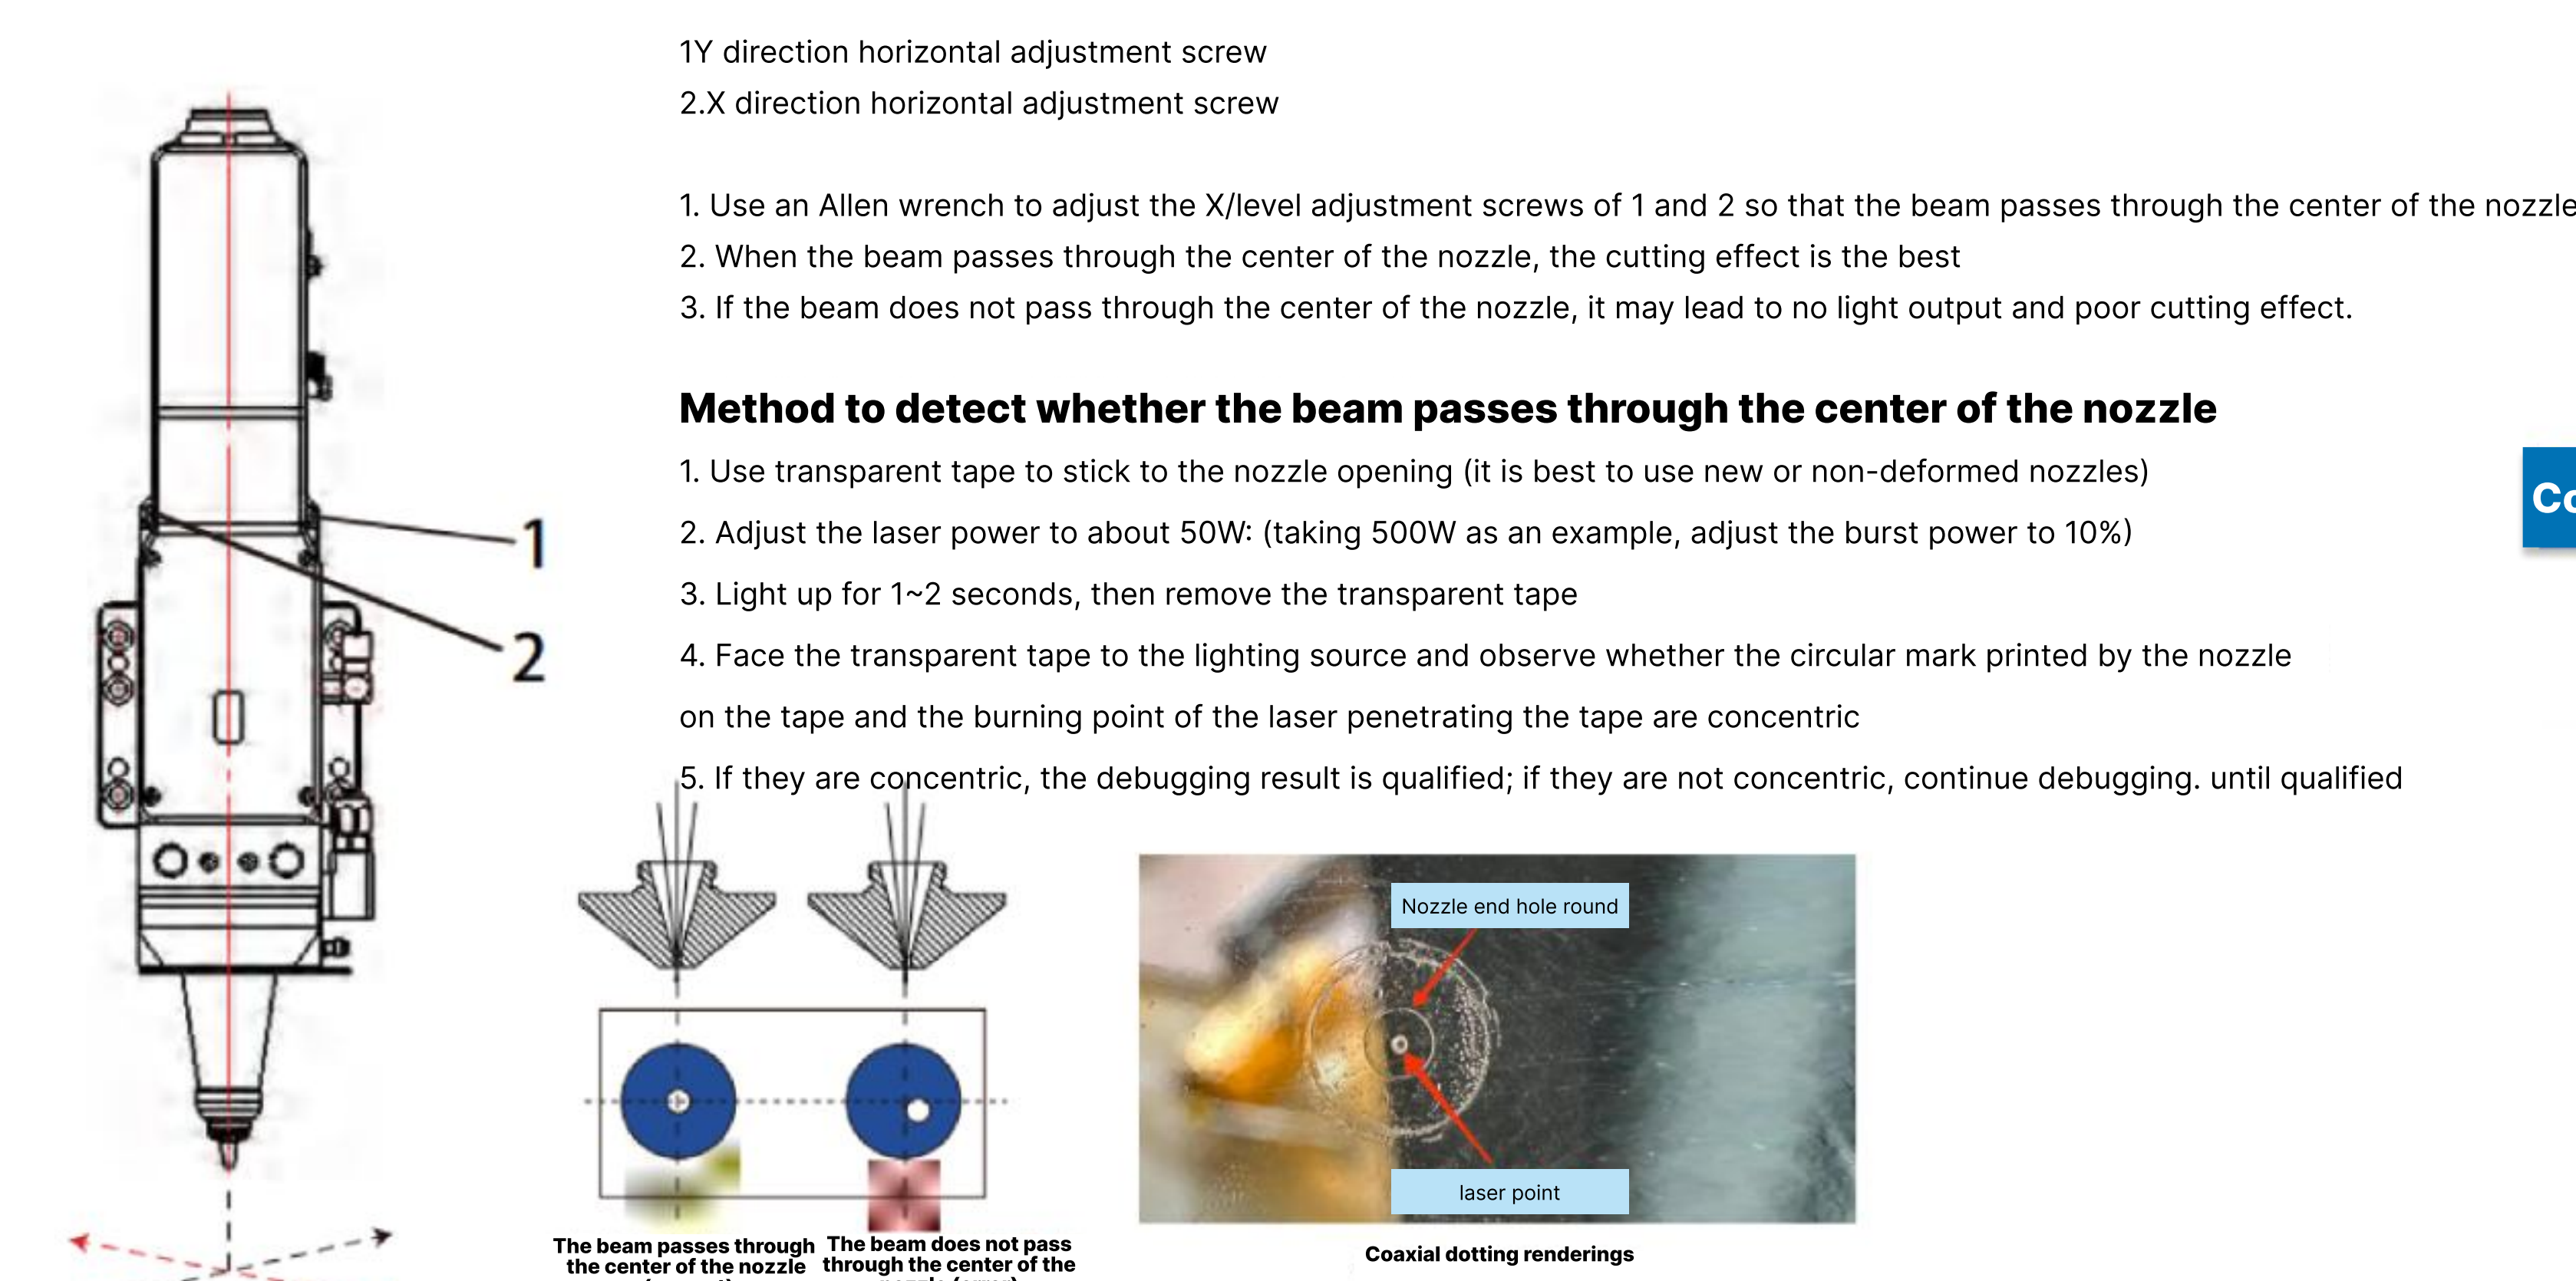 1Y direction horizontal adjustment screw
2.X direction horizontal adjustment screw
1. Use an Allen wrench to adjust the X/level adjustment screws of 1 and 2 so that the beam passes through the center of the nozzle
2. When the beam passes through the center of the nozzle, the cutting effect is the best
3. If the beam does not pass through the center of the nozzle, it may lead to no light output and poor cutting effect.
Method to detect whether the beam passes through the center of the nozzle
1. Use transparent tape to stick to the nozzle opening (it is best to use new or non-deformed nozzles)
2. Adjust the laser power to about 50W: (taking 500W as an example, adjust the burst power to 10%)
3. Light up for 1~2 seconds, then remove the transparent tape
4. Face the transparent tape to the lighting source and observe whether the circular mark printed by the nozzle
on the tape and the burning point of the laser penetrating the tape are concentric
5. If they are concentric, the debugging result is qualified; if they are not concentric, continue debugging. until qualified
1
2
Co
Nozzle end hole round
laser point
The beam passes through
the center of the nozzle
The beam does not pass
through the center of the
Coaxial dotting renderings